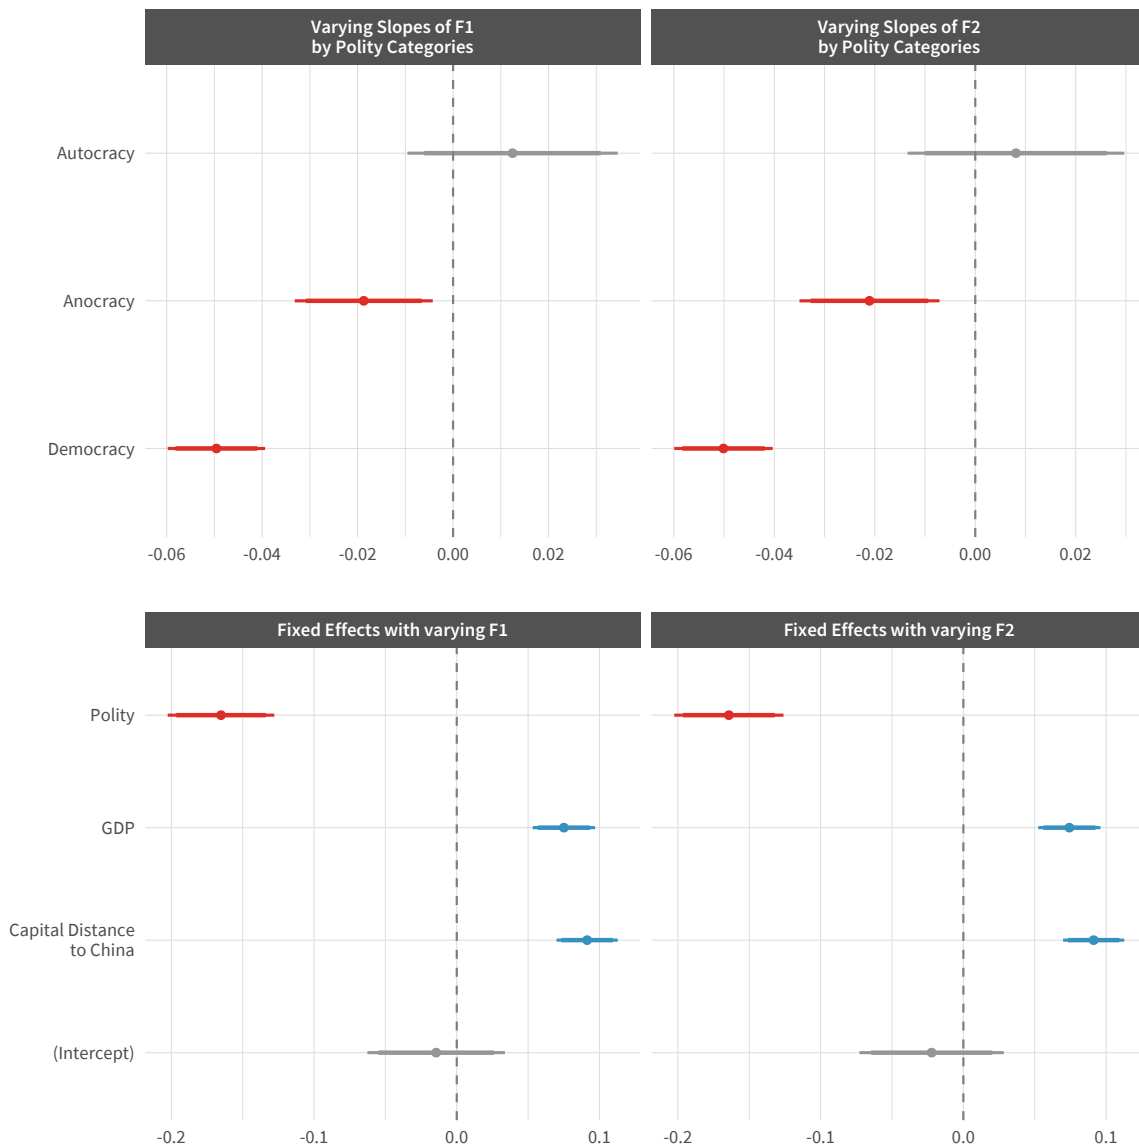 Varying Slopes of F1
by Polity Categories
Varying Slopes of F2
by Polity Categories
Autocracy
Anocracy
Democracy
-0.06 -0.04 -0.02 0.00 0.02
-0.06 -0.04 -0.02 0.00 0.02
Fixed Effects with varying F1
Fixed Effects with varying F2
Polity
GDP
Capital Distance
to China
(Intercept)
-0.2 -0.1 0.0 0.1
-0.2 -0.1 0.0 0.1